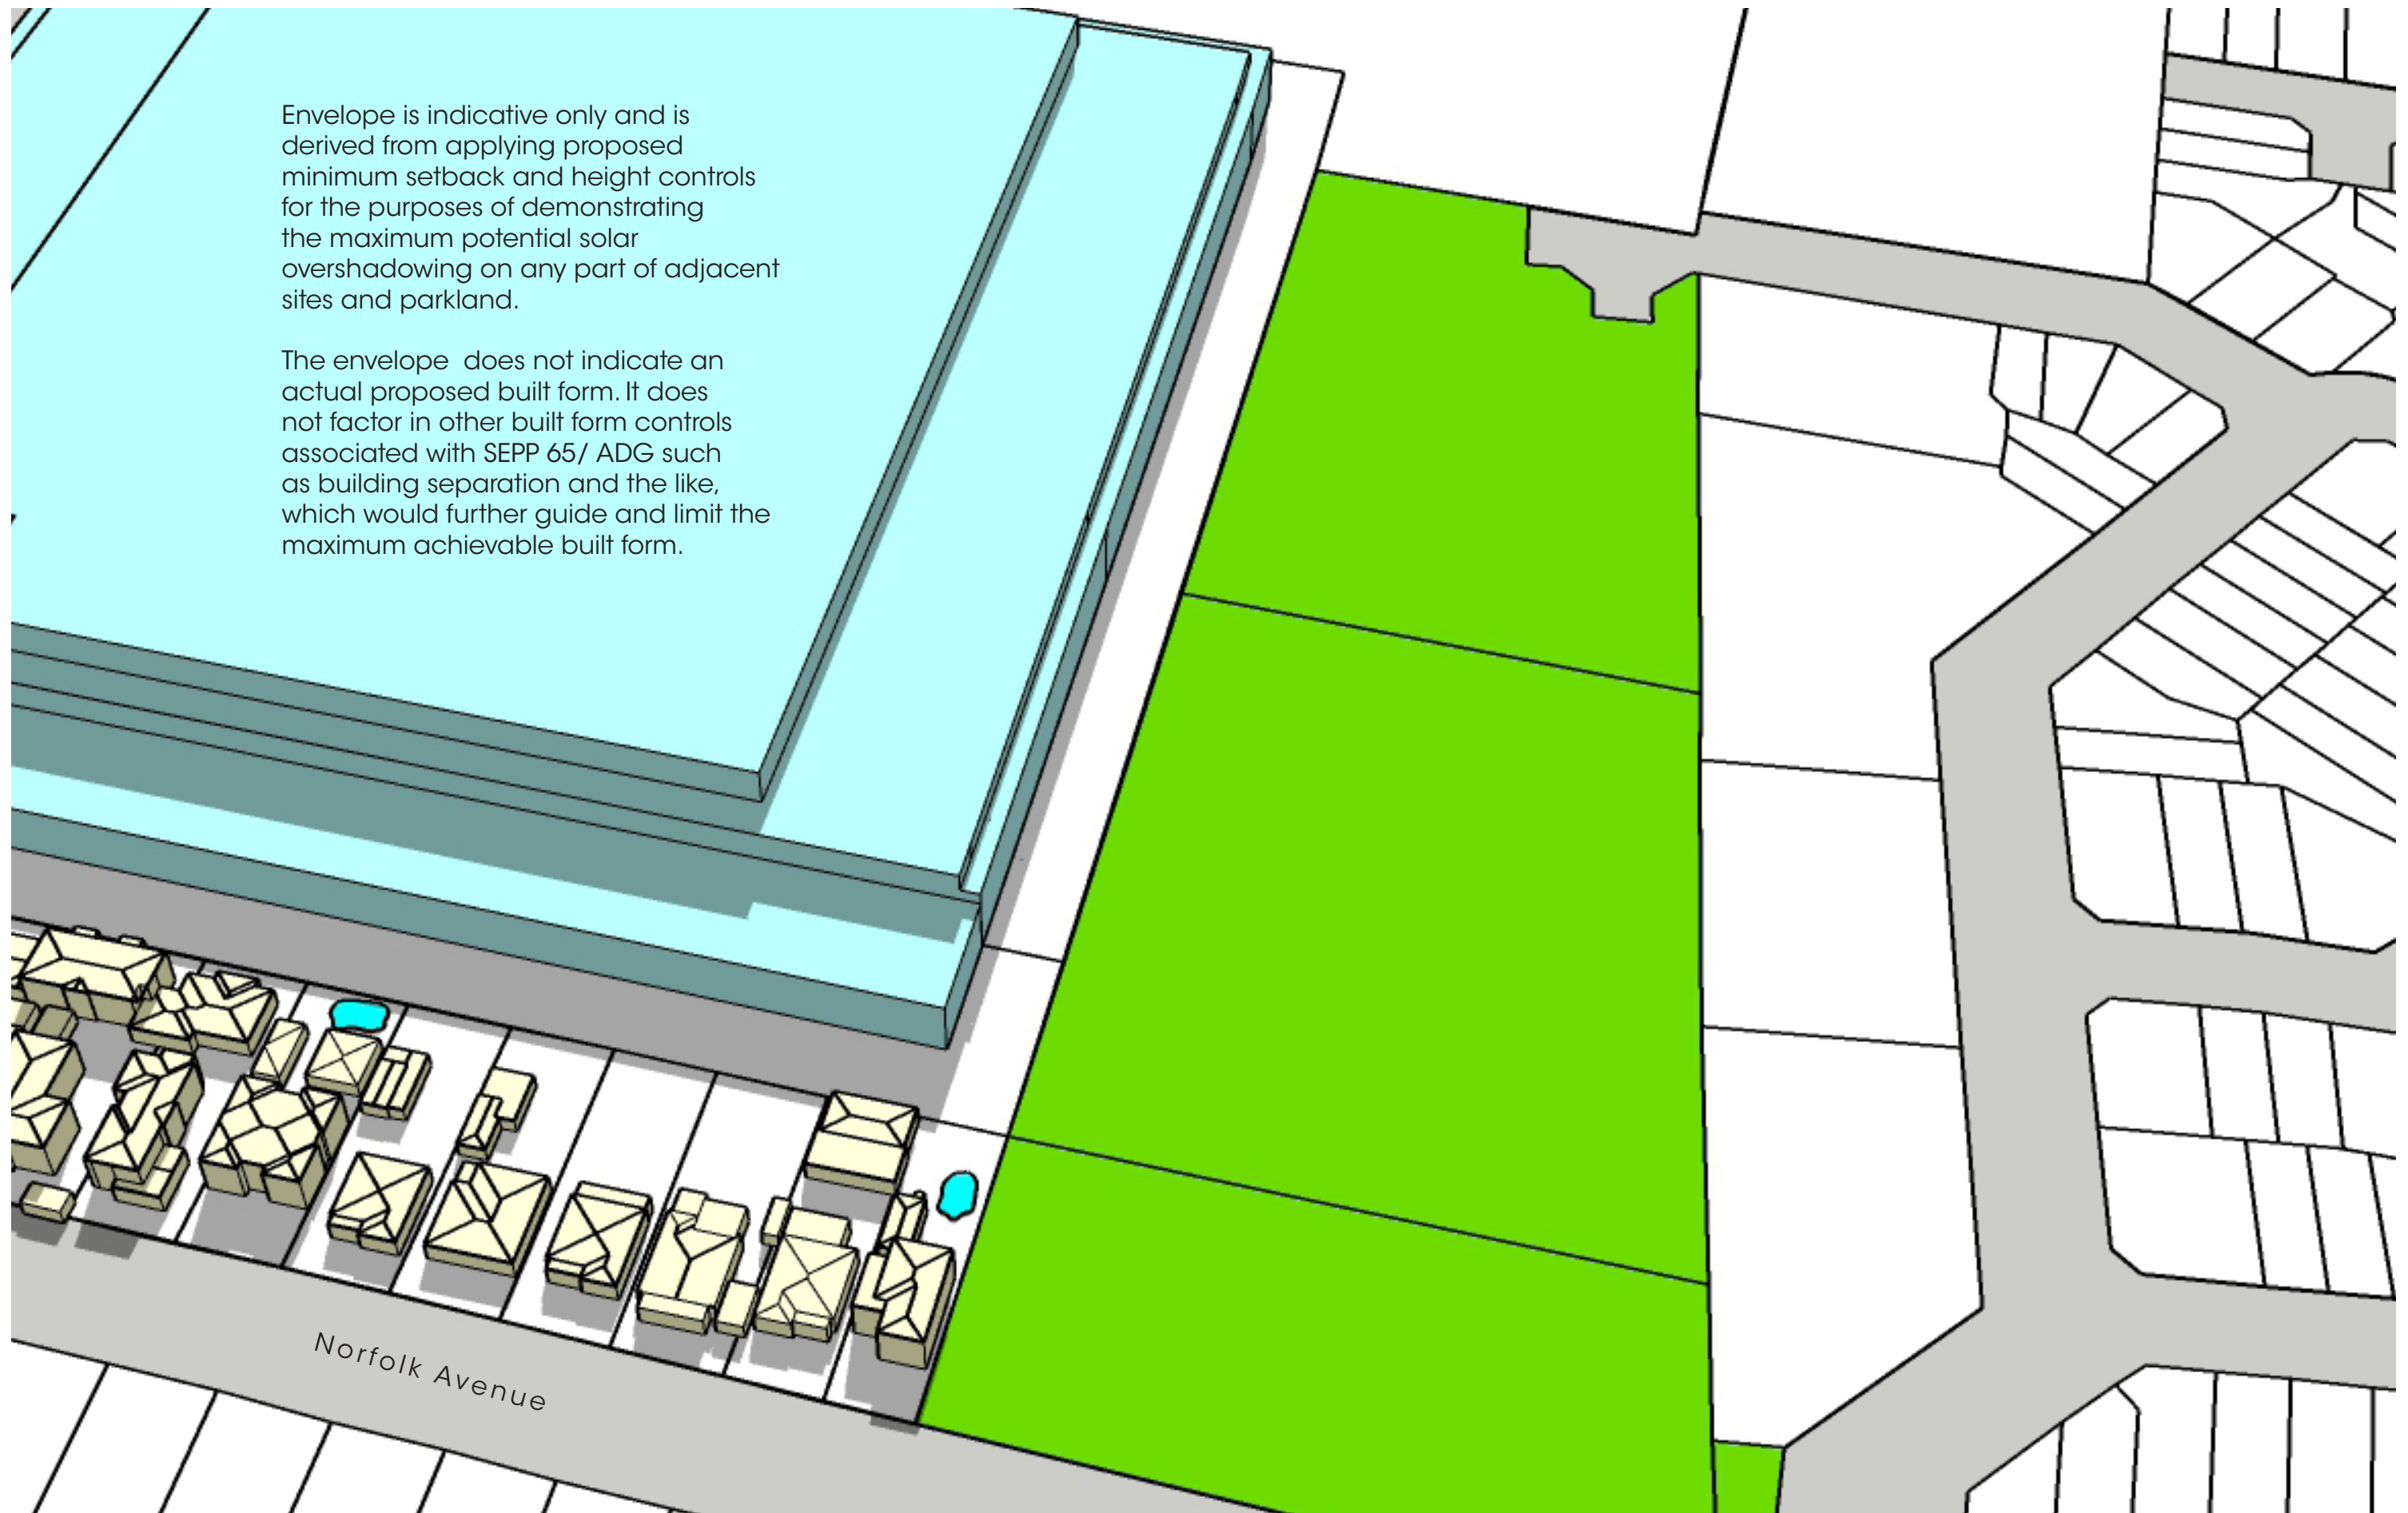 Envelope is indicative only and is
derived from applying proposed
minimum setback and height controls
for the purposes of demonstrating
the maximum potential solar
overshadowing on any part of adjacent
sites and parkland.
The envelope does not indicate an
actual proposed built form. It does
not factor in other built form controls
associated with SEPP 65/ ADG such
as building separation and the like,
which would further guide and limit the
maximum achievable built form.
Norfolk Avenue